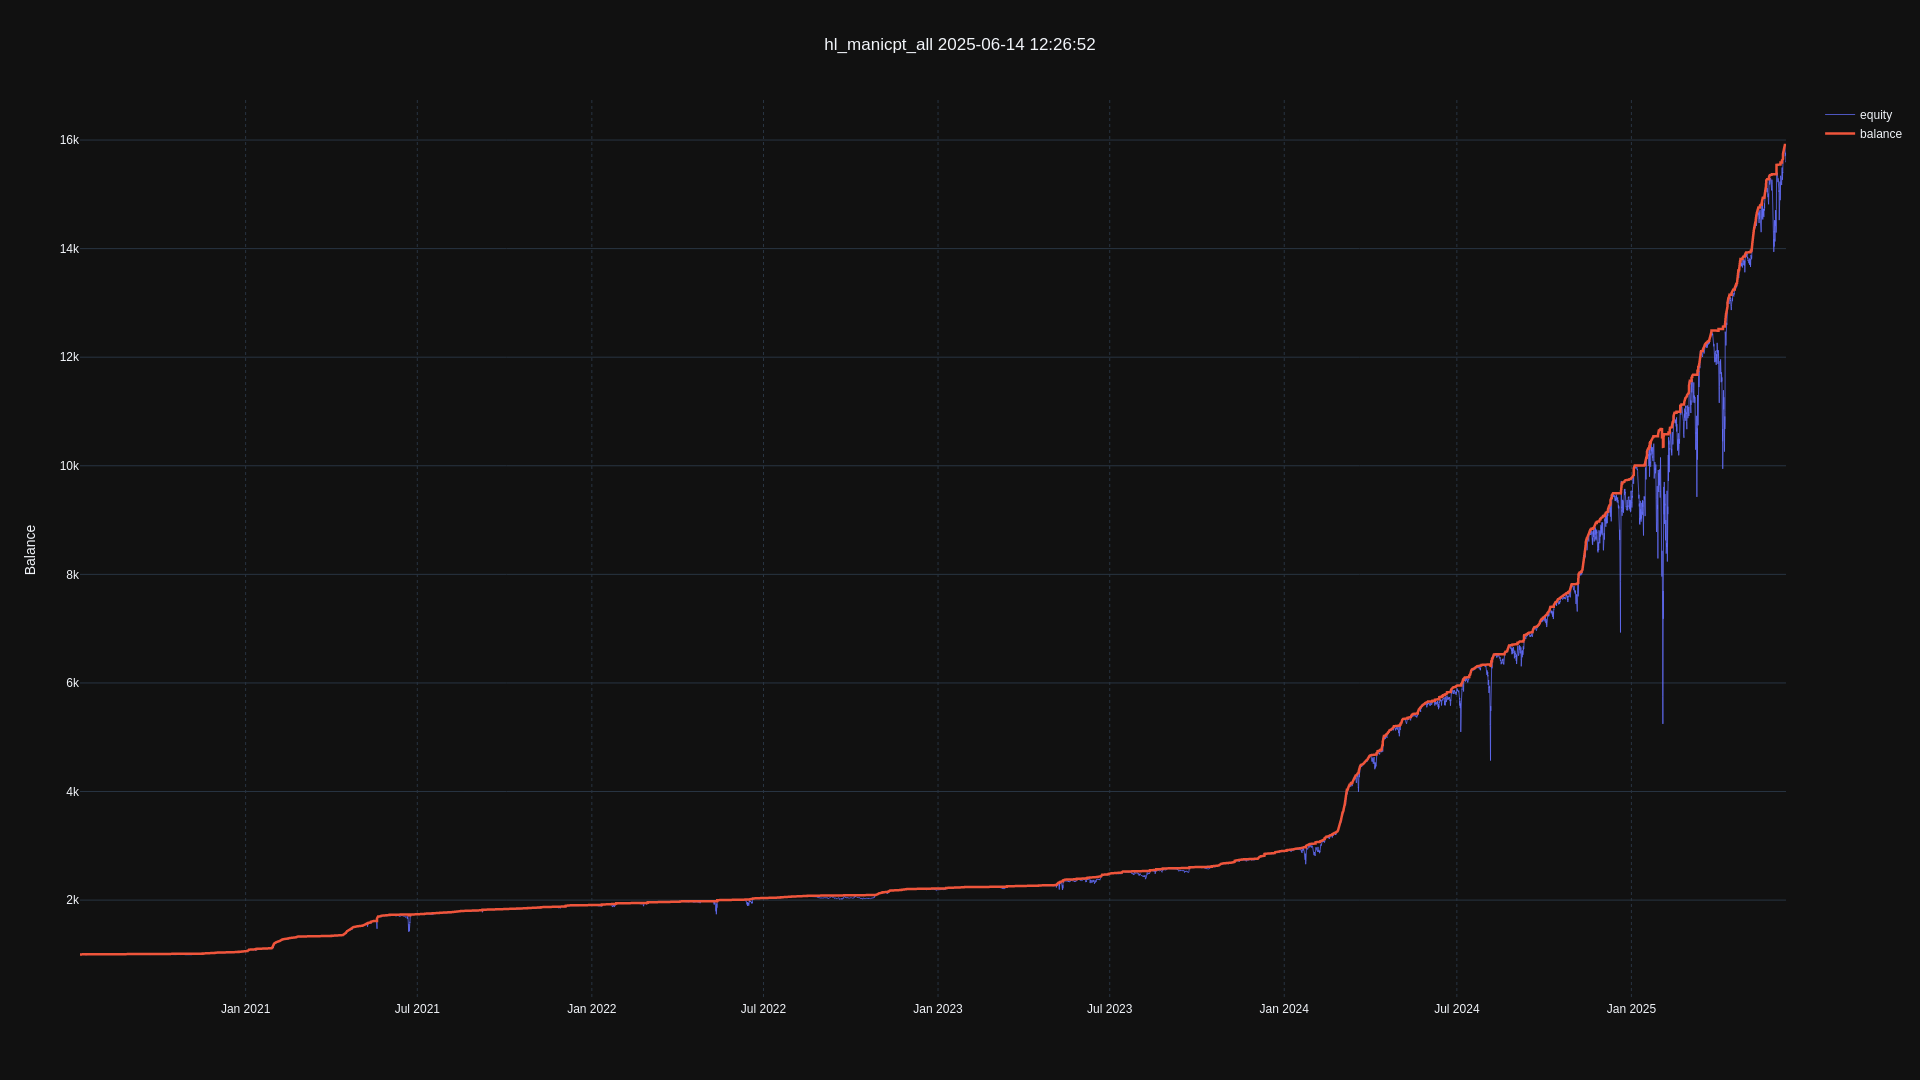 hl_manicpt_all 2025-06-14 12:26:52
equity
balance
16k
14k
12k
10k
8k
6k
4k
2k
Balance
Jan 2021
Jul 2021
Jan 2022
Jul 2022
Jan 2023
Jul 2023
Jan 2024
Jul 2024
Jan 2025